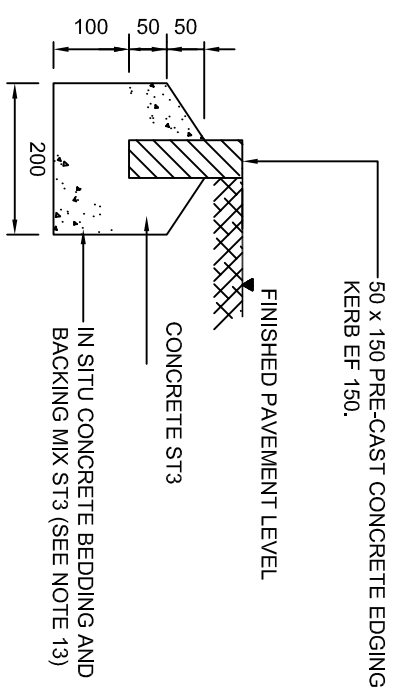 50 x 150 PRE-CAST CONCRETE EDGING
KERB EF 150.
FINISHED PAVEMENT LEVEL
CONCRETE ST3
IN SITU CONCRETE BEDDING AND
BACKING MIX ST3 (SEE NOTE 13)
100
50
50
200